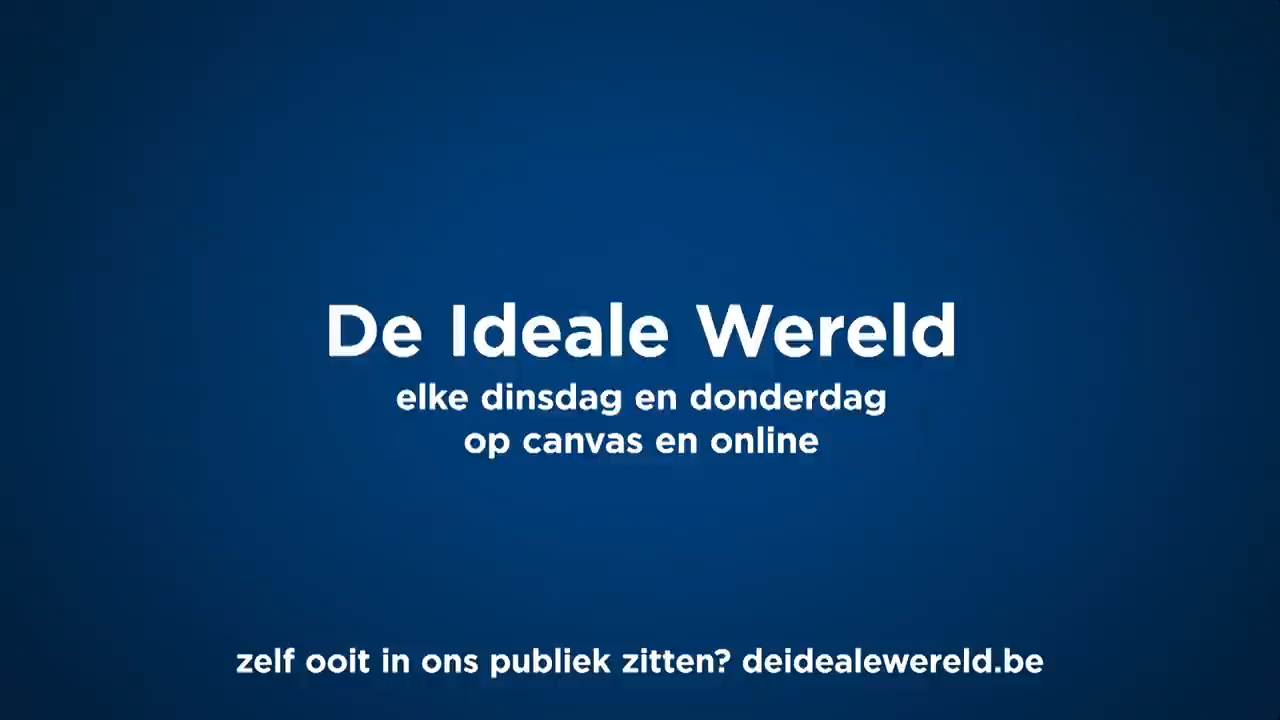 De Ideale Wereld
elke dinsdag en donderdag
op canvas en online
zelf ooit in ons publiek zitten? deidealewereld.be